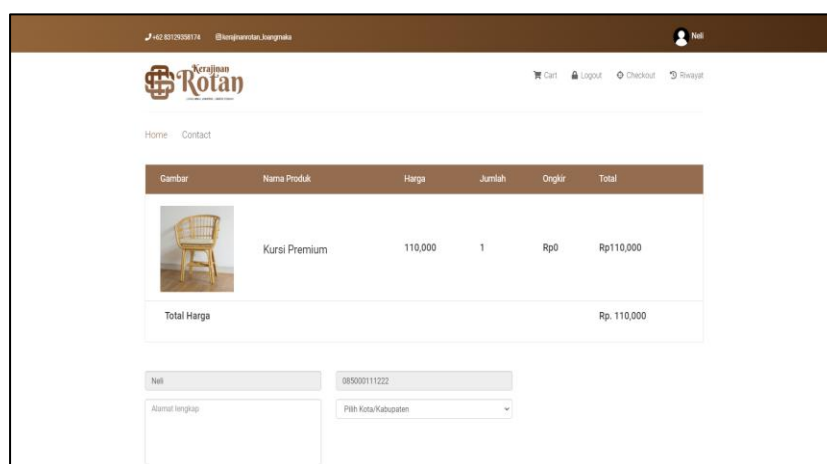 +62 83129358174 @kerajinanrotan_loangmaka Neli
Kerajinan
Rotan
Cart Logout Checkout Riwayat
Home Contact
Gambar Nama Produk Harga Jumlah Ongkir Total
Kursi Premium 110,000 1 Rp0 Rp110,000
Total Harga Rp. 110,000
Neli 085000111222
Alamat lengkap Pilih Kota/Kabupaten